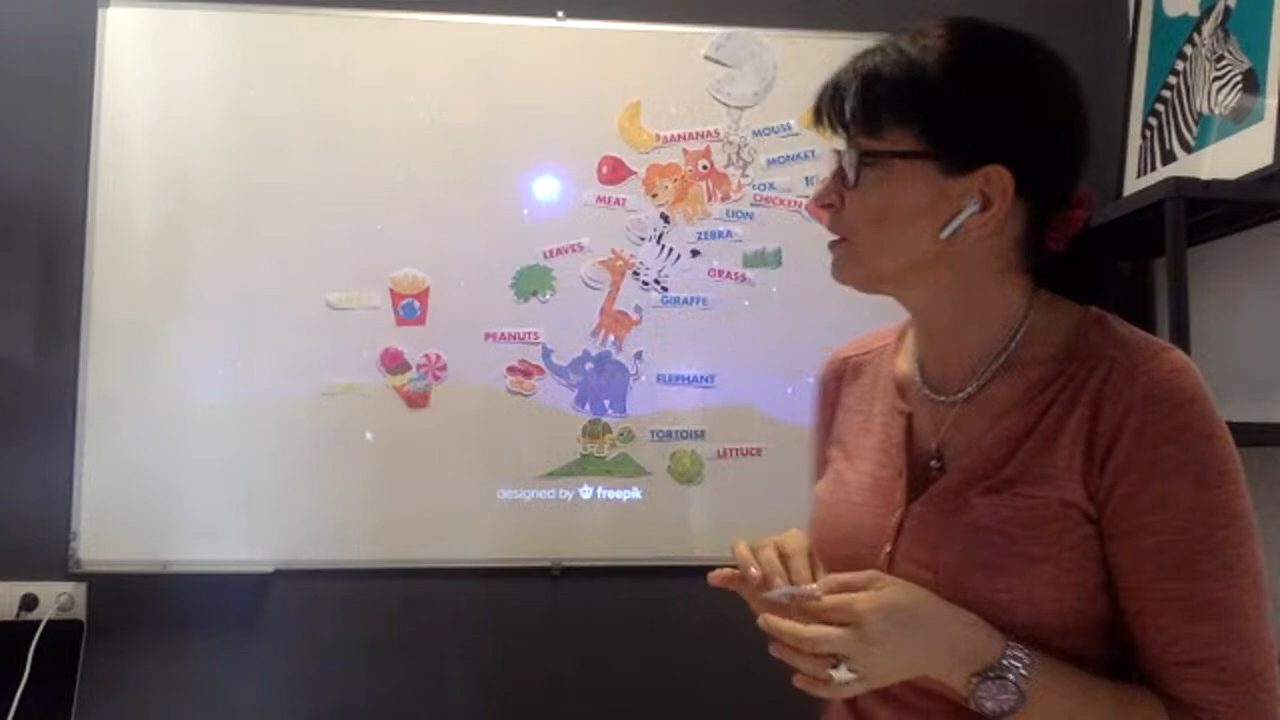 BANANAS
MOUSE
MONKEY
FOX
MEAT
CHICKEN
LION
ZEBRA
LEAVES
GRASS
GIRAFFE
PEANUTS
ELEPHANT
TORTOISE
LETTUCE
designed by freepik